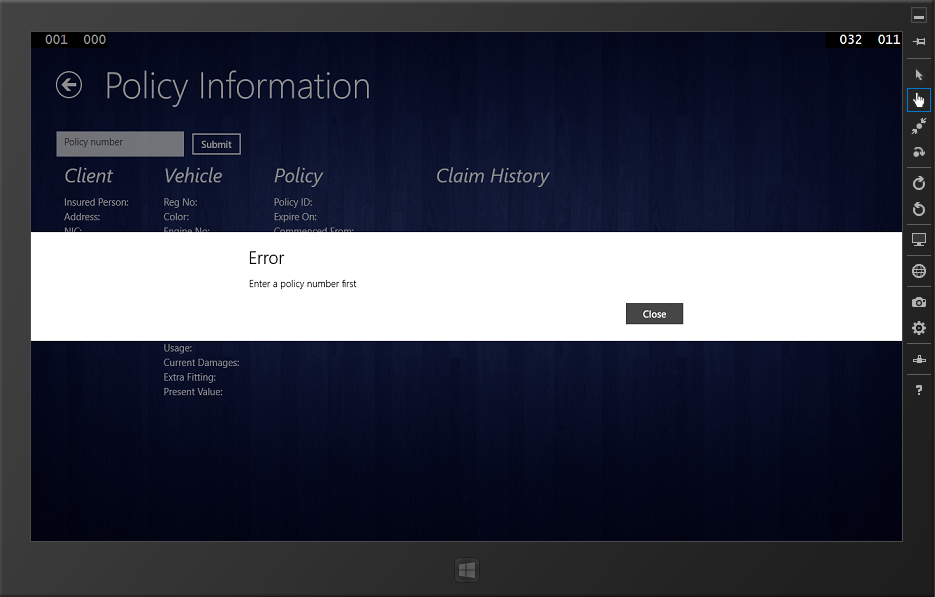 001 000 032 011
Policy Information
Policy number Submit
Client Vehicle Policy Claim History
Insured Person: Reg No: Policy ID:
Address: Color: Expire On:
NIC: Engine No: Commenced From:
Error
Enter a policy number first
Close
Usage:
Current Damages:
Extra Fitting:
Present Value:
?